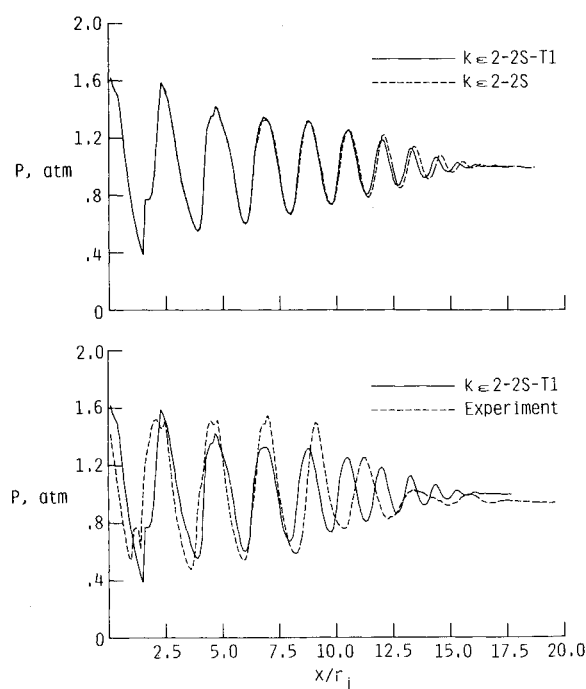 2.0
1.6
1.2
.8
.4
0
P, atm
kε2-2S-T1
kε2-2S
2.0
1.6
1.2
.8
.4
0
P, atm
kε2-2S-T1
Experiment
2.5 5.0 7.5 10.0 12.5 15.0 17.5 20.0
x/rj